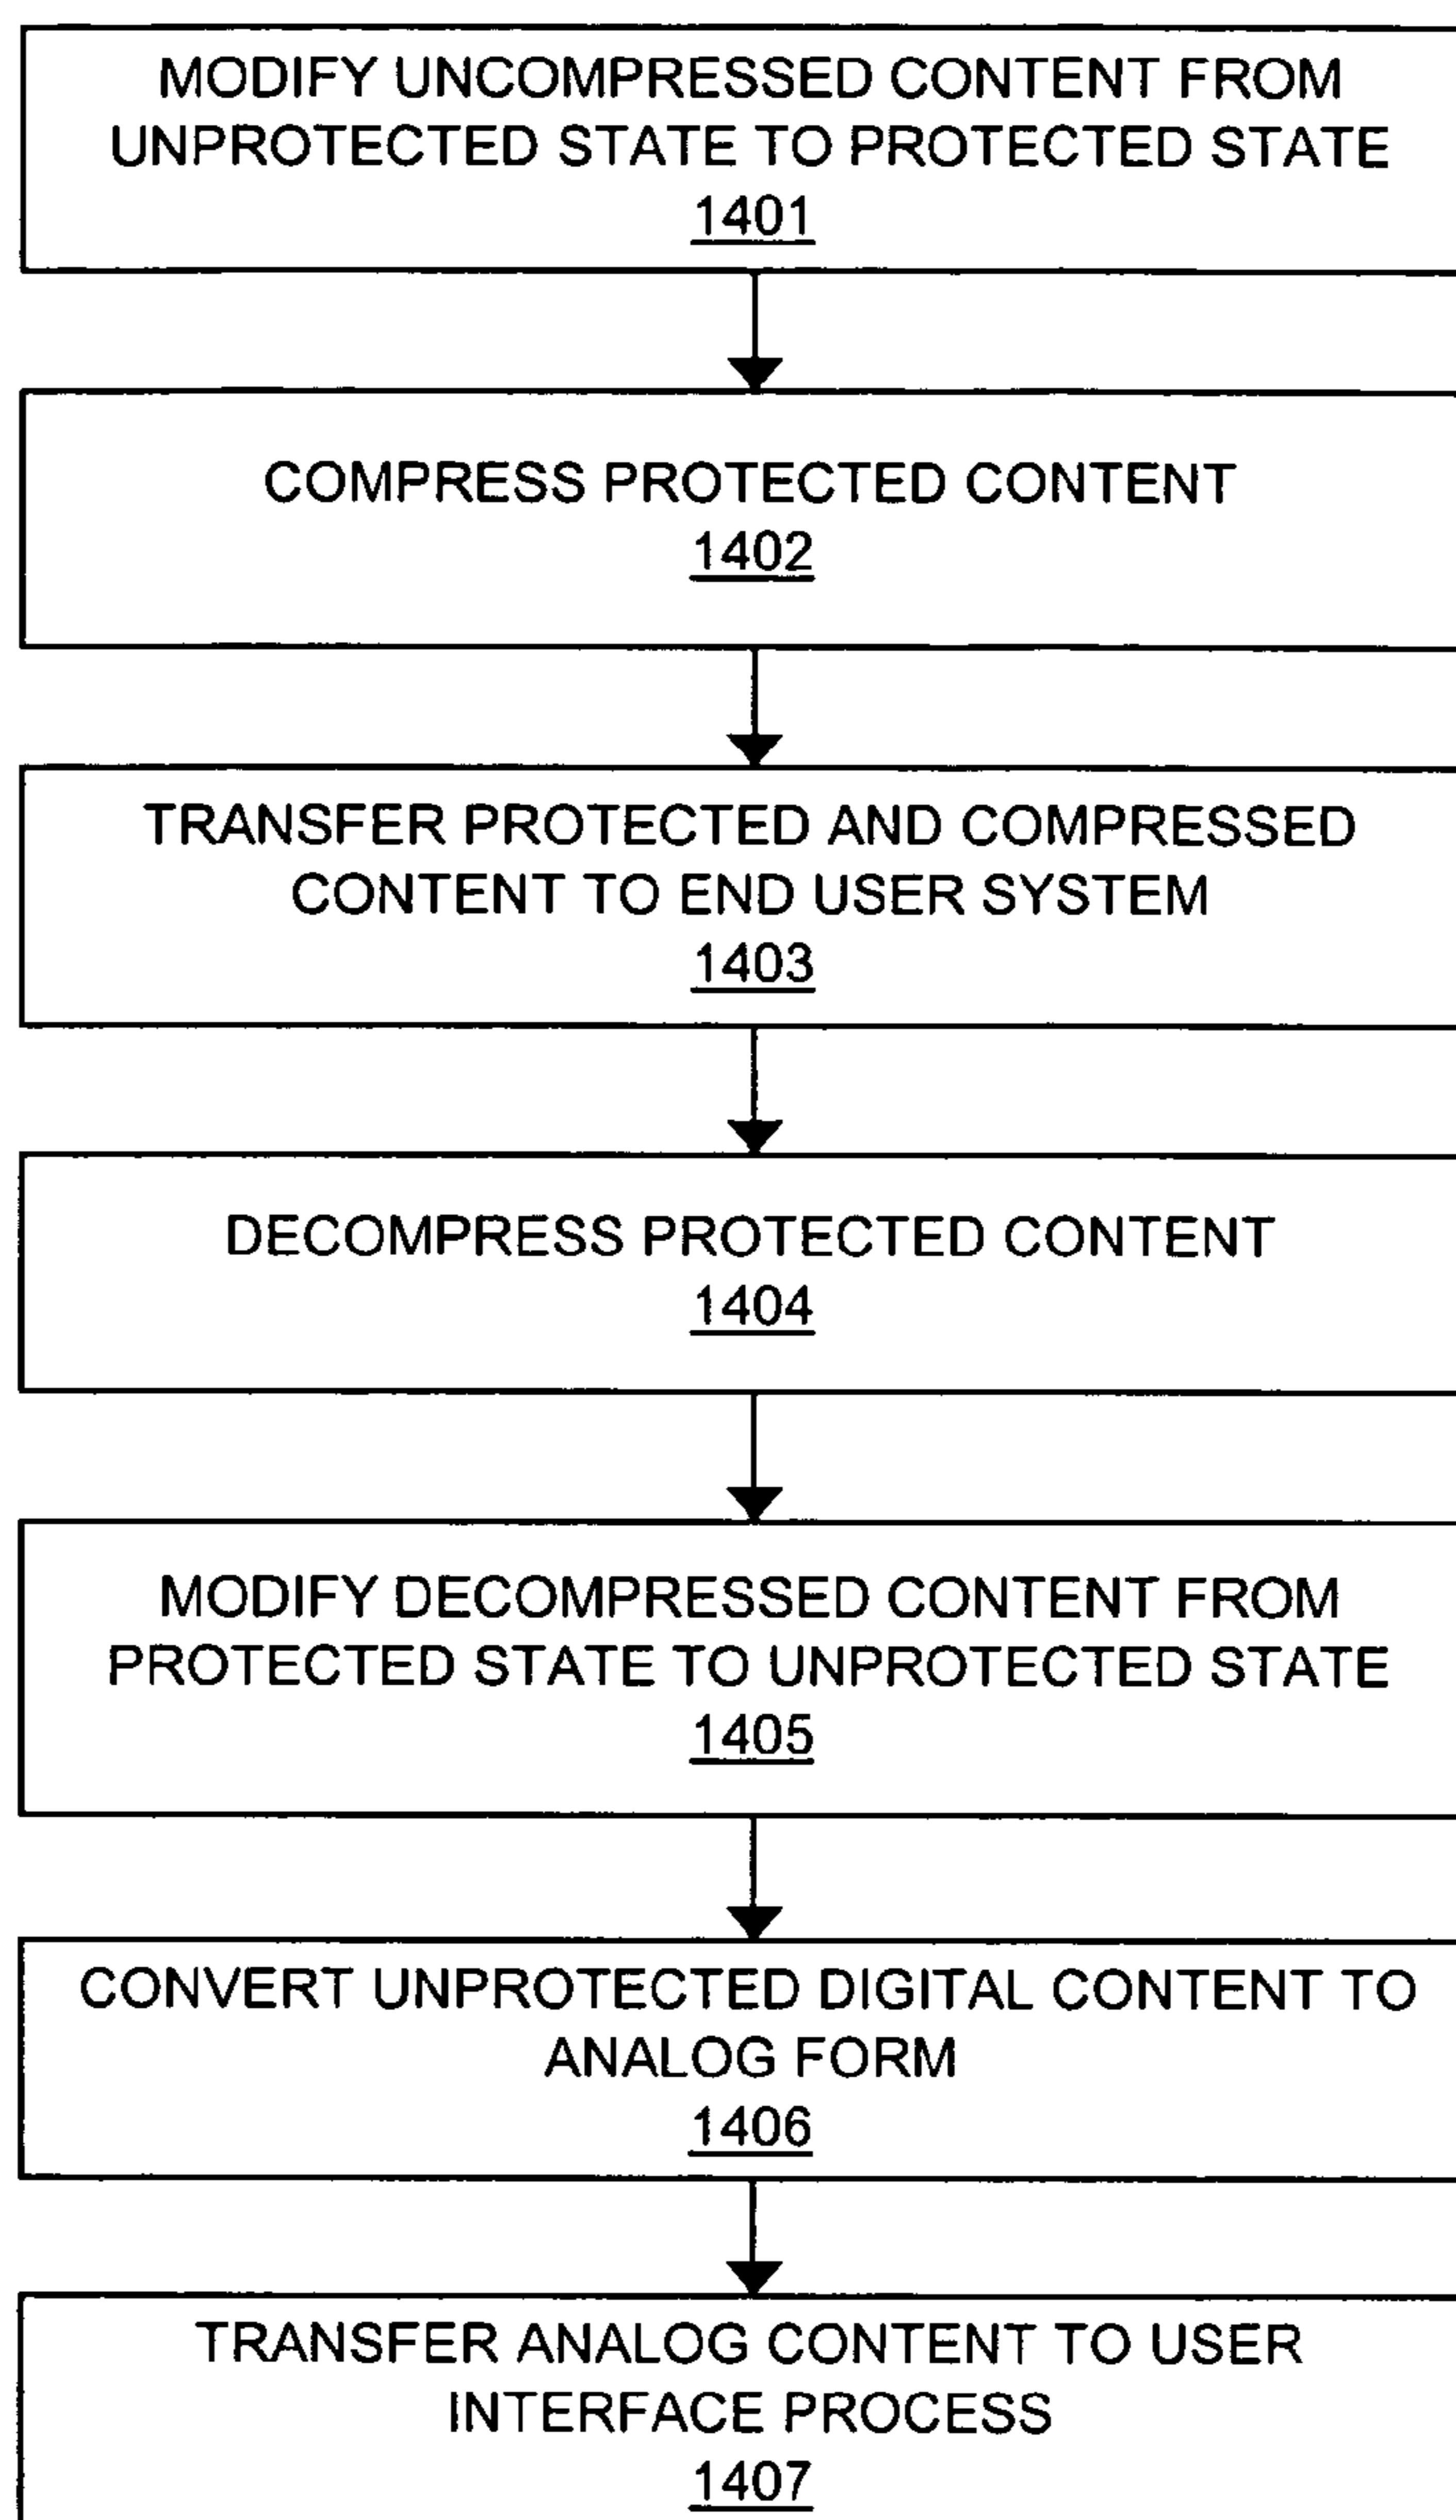 MODIFY UNCOMPRESSED CONTENT FROM
UNPROTECTED STATE TO PROTECTED STATE
1401
COMPRESS PROTECTED CONTENT
1402
TRANSFER PROTECTED AND COMPRESSED
CONTENT TO END USER SYSTEM
1403
DECOMPRESS PROTECTED CONTENT
1404
MODIFY DECOMPRESSED CONTENT FROM
PROTECTED STATE TO UNPROTECTED STATE
1405
CONVERT UNPROTECTED DIGITAL CONTENT TO
ANALOG FORM
1406
TRANSFER ANALOG CONTENT TO USER
INTERFACE PROCESS
1407